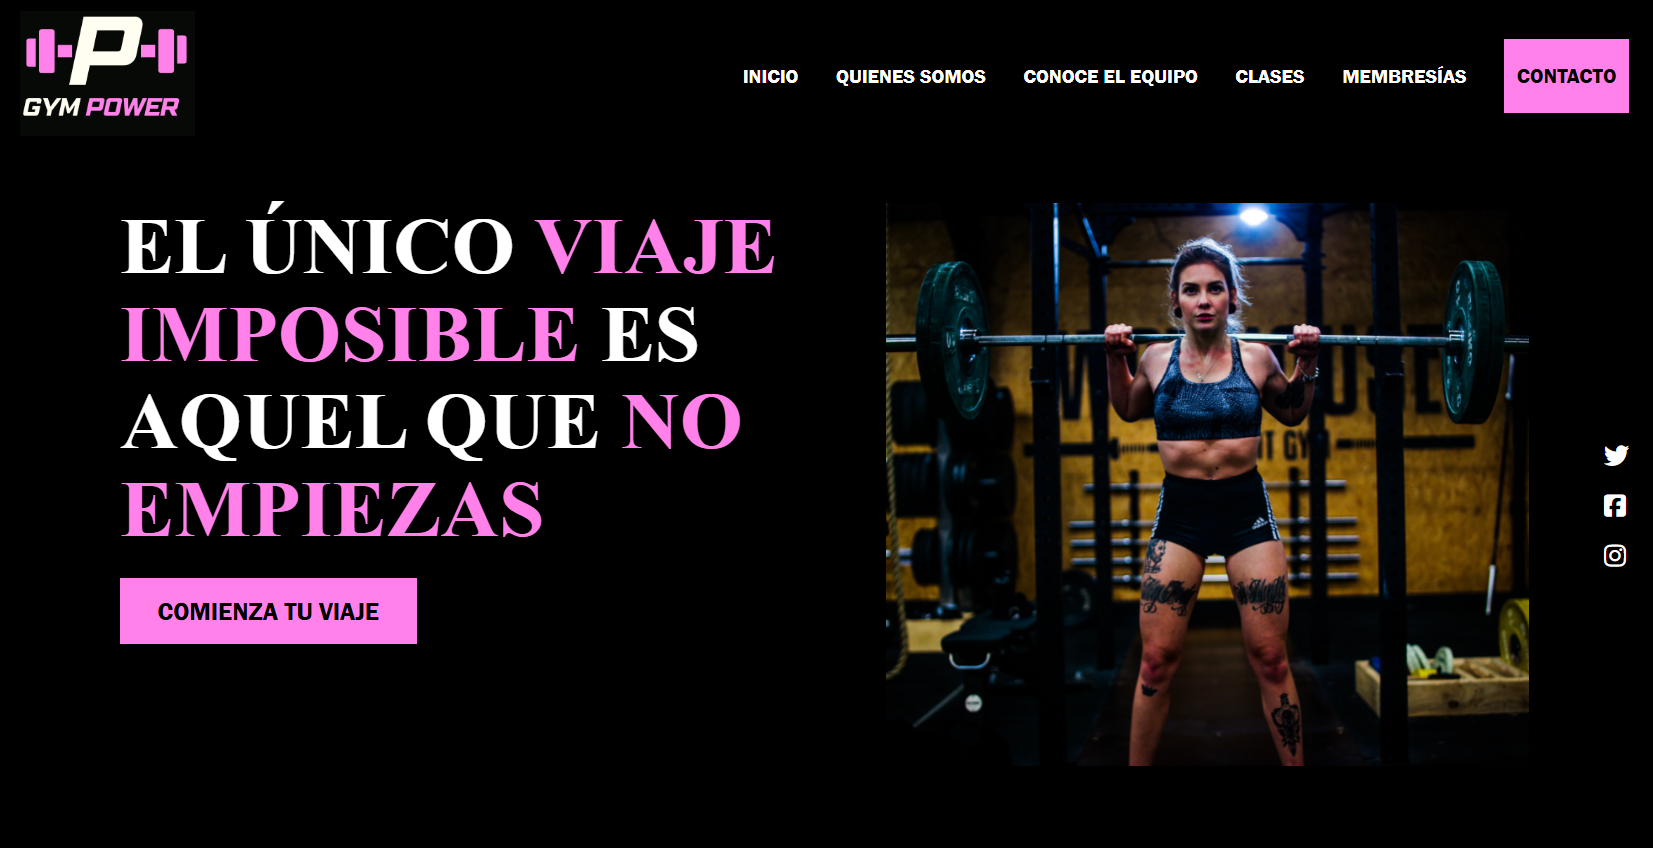 P
GYM POWER
INICIO QUIENES SOMOS CONOCE EL EQUIPO CLASES MEMBRESÍAS CONTACTO
EL ÚNICO VIAJE
IMPOSIBLE ES
AQUEL QUE NO
EMPIEZAS
COMIENZA TU VIAJE